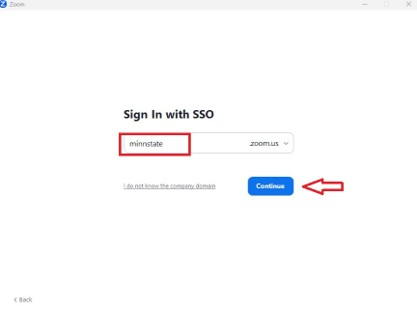 Zoom
Sign In with SSO
minnstate
.zoom.us
I do not know the company domain
Continue
Back